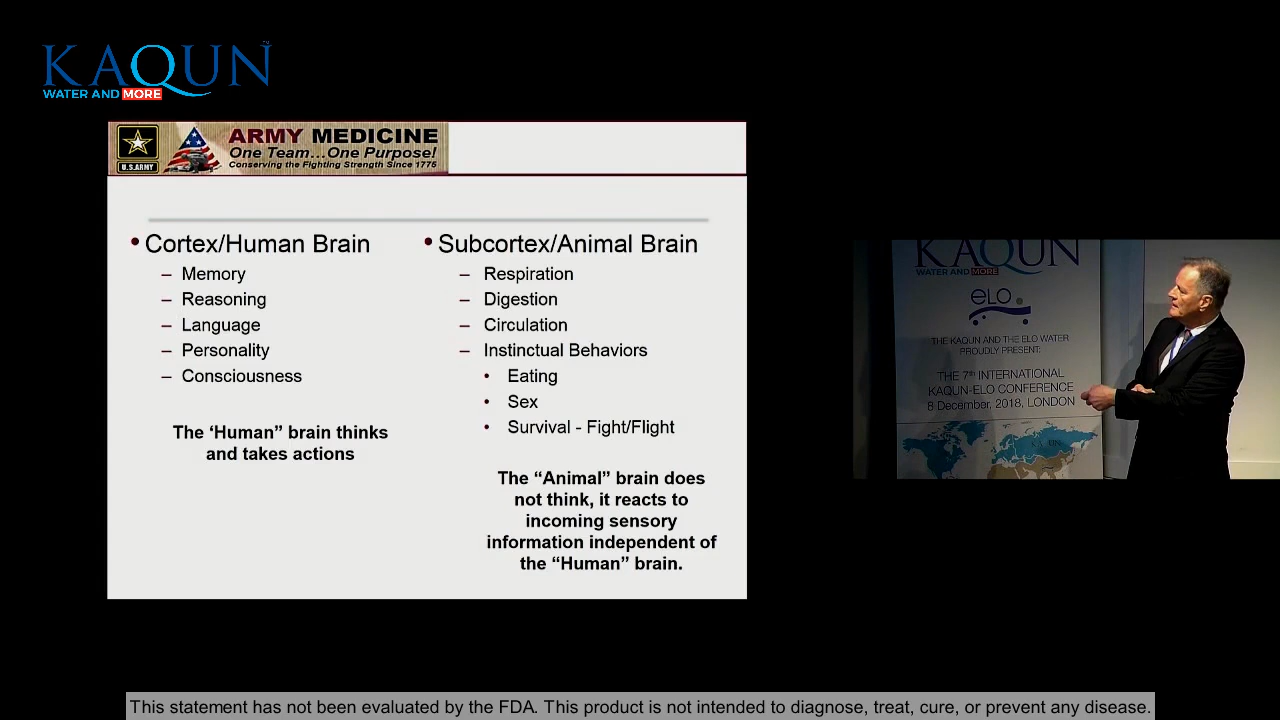 KAQUN
WATER AND MORE
ARMY MEDICINE
One Team…One Purpose!
Conserving the Fighting Strength Since 1775
U.S.ARMY
• Cortex/Human Brain
– Memory
– Reasoning
– Language
– Personality
– Consciousness
The ‘Human” brain thinks
and takes actions
• Subcortex/Animal Brain
– Respiration
– Digestion
– Circulation
– Instinctual Behaviors
• Eating
• Sex
• Survival - Fight/Flight
The “Animal” brain does
not think, it reacts to
incoming sensory
information independent of
the “Human” brain.
KAQUN
WATER AND MORE
eLO
THE KAQUN AND THE ELO WATER
PROUDLY PRESENT:
THE 7th INTERNATIONAL
KAQUN-ELO CONFERENCE
8 December, 2018, LONDON
KAQUN
This statement has not been evaluated by the FDA. This product is not intended to diagnose, treat, cure, or prevent any disease.